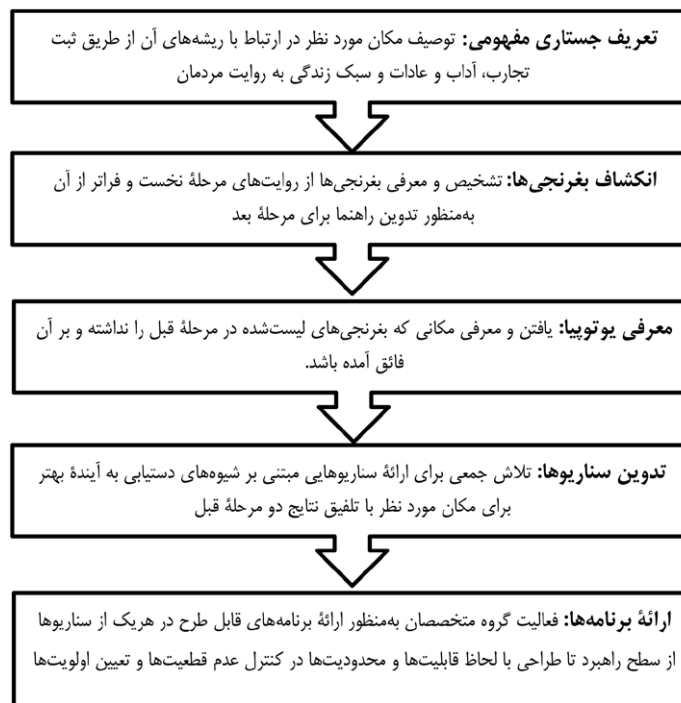 تعریف جستاری مفهومی: توصیف مکان مورد نظر در ارتباط با ریشه‌های آن از طریق ثبت
تجارب، آداب و عادات و سبک زندگی به روایت مردمان
انکشاف بغرنجی‌ها: تشخیص و معرفی بغرنجی‌ها از روایت‌های مرحلهٔ نخست و فراتر از آن
به‌منظور تدوین راهنما برای مرحلهٔ بعد
معرفی یوتوپیا: یافتن و معرفی مکانی که بغرنجی‌های لیست‌شده در مرحلهٔ قبل را نداشته و بر آن
فائق آمده باشد.
تدوین سناریوها: تلاش جمعی برای ارائهٔ سناریوهایی مبتنی بر شیوه‌های دستیابی به آیندهٔ بهتر
برای مکان مورد نظر با تلفیق نتایج دو مرحلهٔ قبل
ارائهٔ برنامه‌ها: فعالیت گروه متخصصان به‌منظور ارائهٔ برنامه‌های قابل طرح در هریک از سناریوها
از سطح راهبرد تا طراحی با لحاظ قابلیت‌ها و محدودیت‌ها در کنترل عدم قطعیت‌ها و تعیین اولویت‌ها